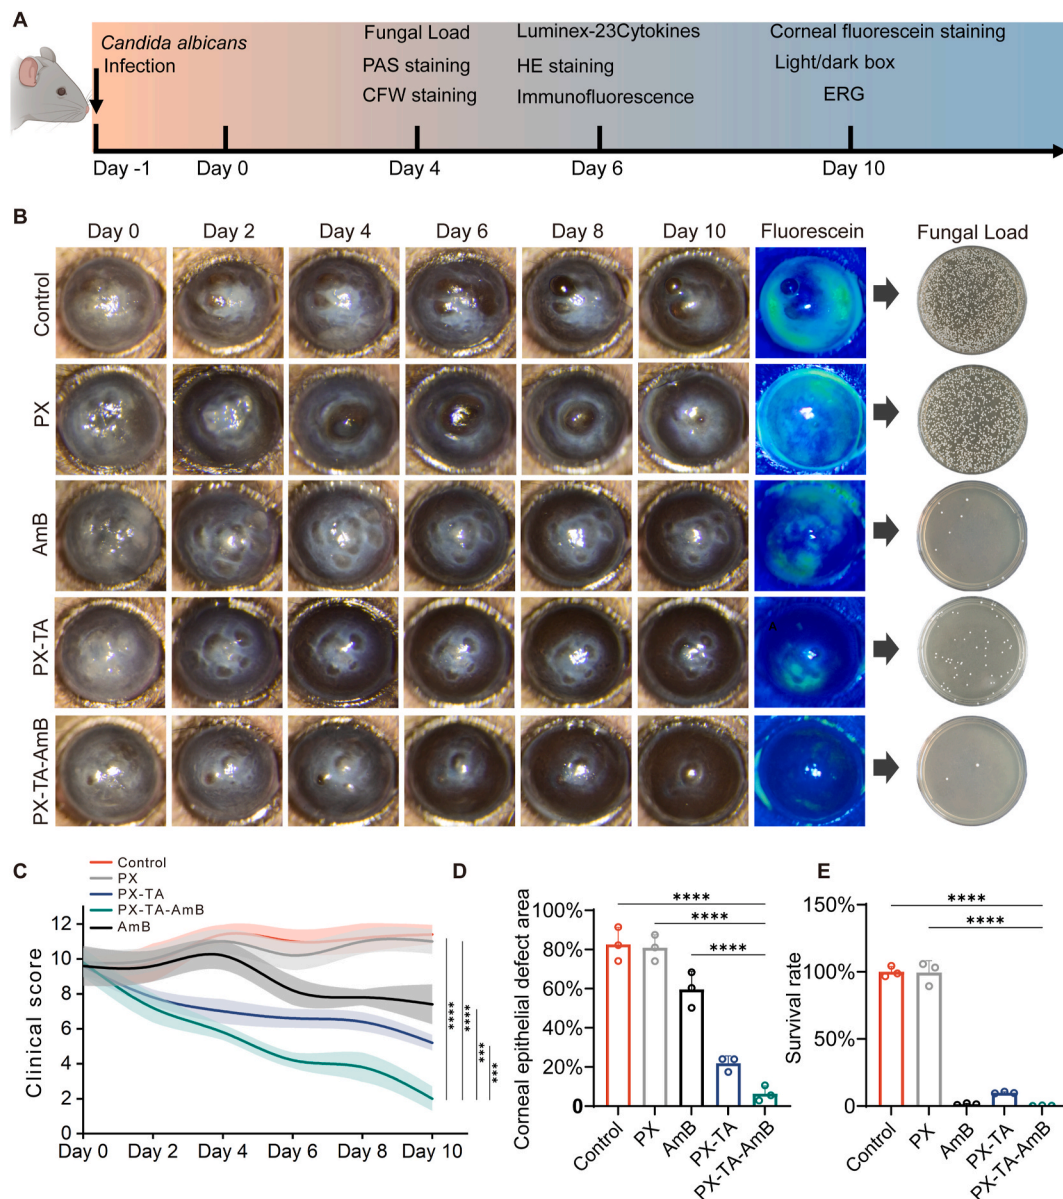 A
Candida albicans
Infection
Fungal Load
PAS staining
CFW staining
Luminex-23Cytokines
HE staining
Immunofluorescence
Corneal fluorescein staining
Light/dark box
ERG
Day -1
Day 0
Day 4
Day 6
Day 10
B
Day 0
Day 2
Day 4
Day 6
Day 8
Day 10
Fluorescein
Fungal Load
Control
PX
AmB
PX-TA
PX-TA-AmB
C
Control
PX
PX-TA
PX-TA-AmB
AmB
Clinical score
12
10
8
6
4
2
0
Day 0
Day 2
Day 4
Day 6
Day 8
Day 10
****
****
***
***
D
Corneal epithelial defect area
100%
80%
60%
40%
20%
0
****
****
****
Control
PX
AmB
PX-TA
PX-TA-AmB
E
Survival rate
150%
100%
50%
0
****
****
Control
PX
AmB
PX-TA
PX-TA-AmB